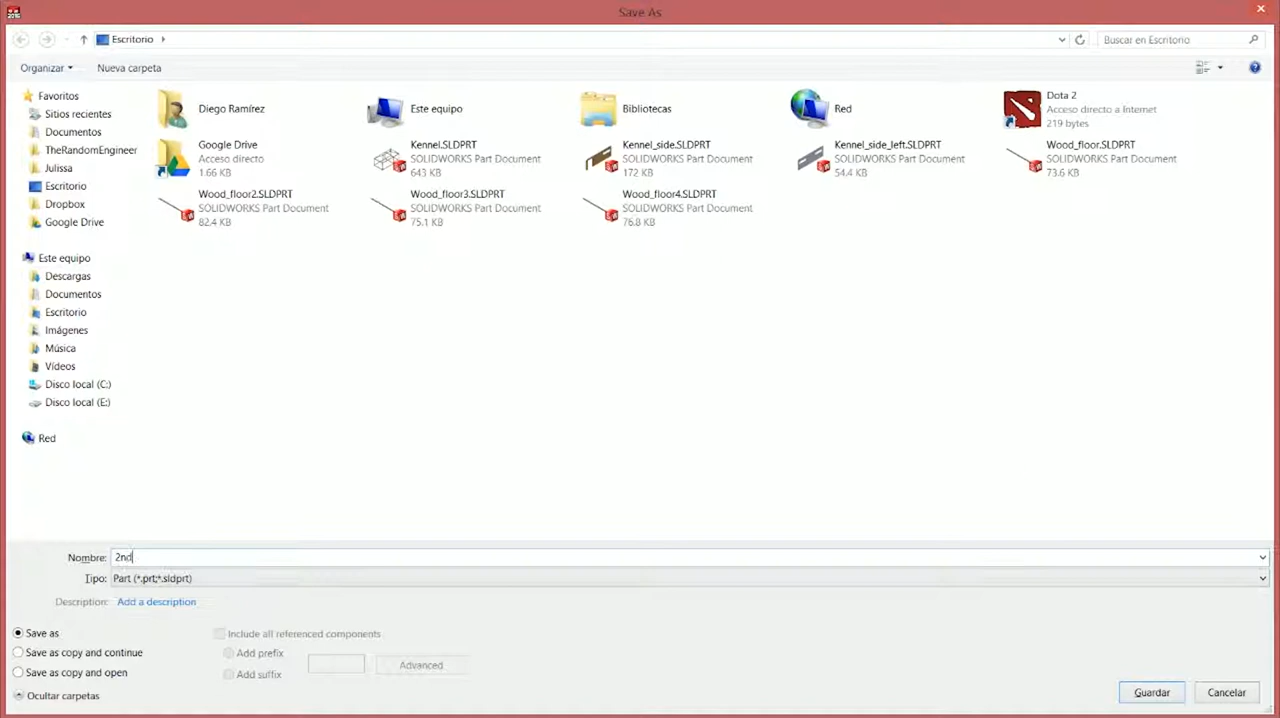 Save As
2016
Escritorio
Buscar en Escritorio
Organizar
Nueva carpeta
Favoritos
Sitios recientes
Documentos
TheRandomEngineer
Julissa
Escritorio
Dropbox
Google Drive
Este equipo
Descargas
Documentos
Escritorio
Imágenes
Música
Vídeos
Disco local (C:)
Disco local (E:)
Red
Diego Ramírez
Este equipo
Bibliotecas
Red
Dota 2
Acceso directo a Internet
219 bytes
Google Drive
Acceso directo
1.66 KB
Kennel.SLDPRT
SOLIDWORKS Part Document
643 KB
Kennel_side.SLDPRT
SOLIDWORKS Part Document
172 KB
Kennel_side_left.SLDPRT
SOLIDWORKS Part Document
54.4 KB
Wood_floor.SLDPRT
SOLIDWORKS Part Document
73.6 KB
Wood_floor2.SLDPRT
SOLIDWORKS Part Document
82.4 KB
Wood_floor3.SLDPRT
SOLIDWORKS Part Document
75.1 KB
Wood_floor4.SLDPRT
SOLIDWORKS Part Document
76.8 KB
Nombre: 2nd
Tipo: Part (*.prt;*.sldprt)
Description: Add a description
Save as
Save as copy and continue
Save as copy and open
Include all referenced components
Add prefix
Add suffix
Advanced
Ocultar carpetas
Guardar
Cancelar